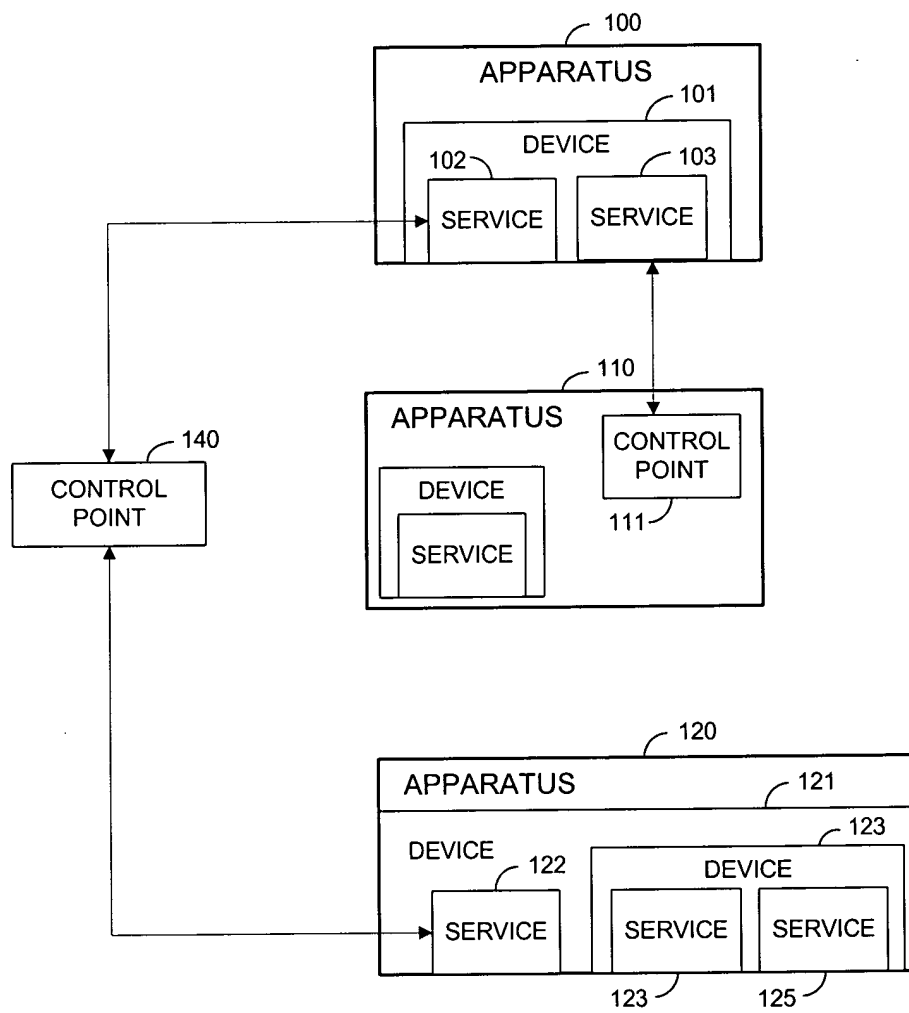 100
APPARATUS
101
DEVICE
102
103
SERVICE
SERVICE
110
APPARATUS
CONTROL
POINT
111
DEVICE
SERVICE
140
CONTROL
POINT
120
APPARATUS
121
DEVICE
123
DEVICE
122
SERVICE
SERVICE
SERVICE
123
125